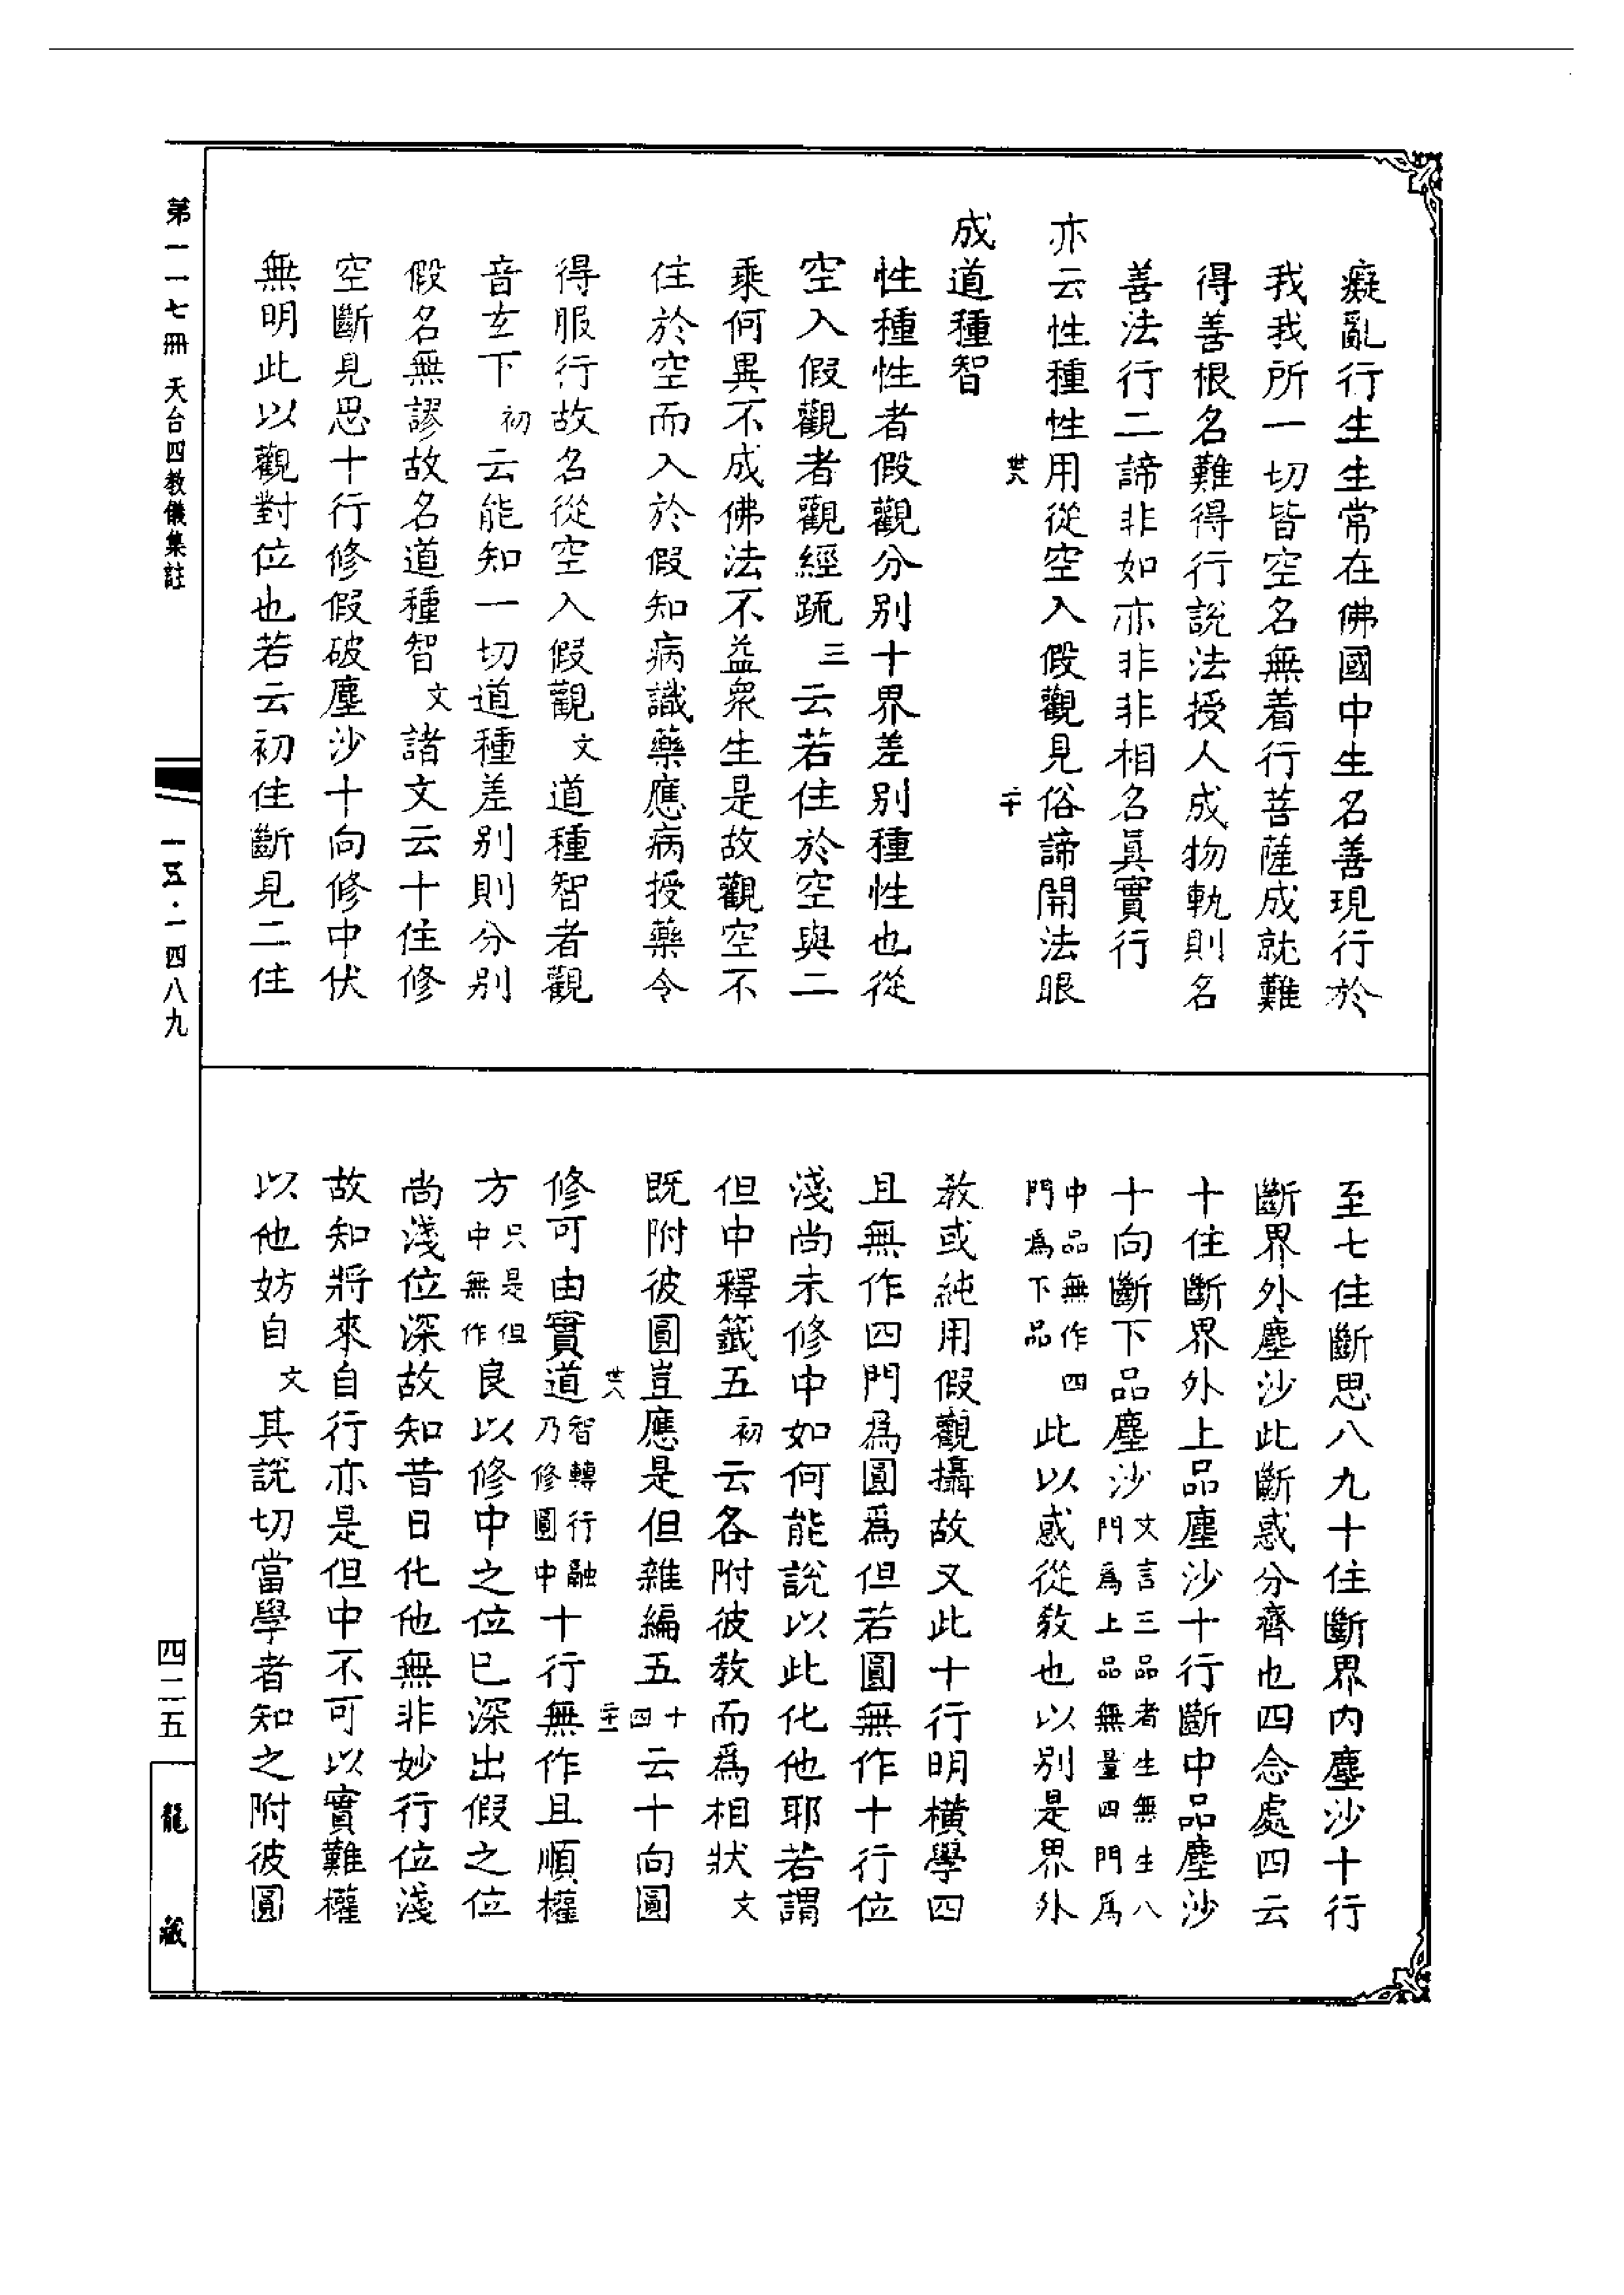 癡亂行生生常在佛國中生名善現行於
我我所一切皆空名無着行菩薩成就難
得善根名難得行說法授人成物軌則名
善法行二諦非如亦非非相名眞實行
亦云性種性用從空入假觀見俗諦開法眼
成道種智
性種性者假觀分別十界差別種性也從
空入假觀者觀經䟽三云若住於空與二
乘何異不成佛法不益衆生是故觀空不
住於空而入於假知病識藥應病授藥令
得服行故名從空入假觀文道種智者觀
音玄下初云能知一切道種差別則分別
假名無謬故名道種智文諸文云十住修
空斷見思十行修假破塵沙十向修中伏
無明此以觀對位也若云初住斷見二住
至七住斷思八九十住斷界內塵沙十行
斷界外塵沙此斷惑分齊也四念處四云
十住斷界外上品塵沙十行斷中品塵沙
十向斷下品塵沙文言三品者生無生八門爲上品無量四門爲
中品無作四門爲下品此以惑從教也以別是界外
教或純用假觀攝故又此十行明橫學四
且無作四門爲圓爲但若圓無作十行位
淺尚未修中如何能說以此化他耶若謂
但中釋籤五初云各附彼教而爲相狀文
既附彼圓豈應是但雜編五十四云十向圓
修可由實道智轉行融乃修圓中十行無作且順權
方只是但中無作良以修中之位已深出假之位
尚淺位深故知昔日化他無非妙行位淺
故知將來自行亦是但中不可以實難權
以他妨自文其說切當學者知之附彼圓
第一一七冊 天台四教儀集註
一五·一四八九
四二五
龍藏